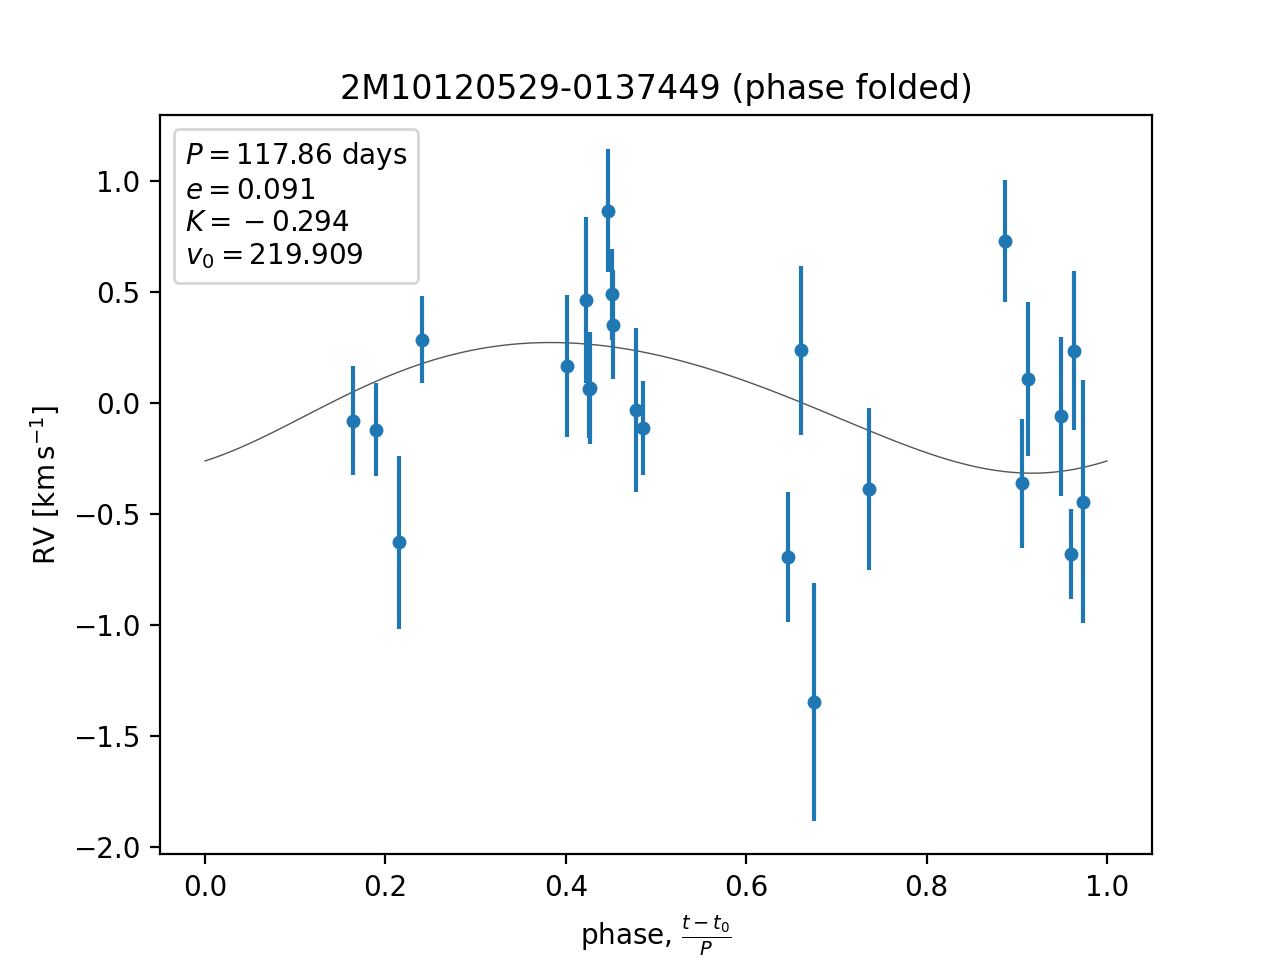 2M10120529-0137449 (phase folded)
P = 117.86 days
e = 0.091
K = −0.294
v₀ = 219.909
1.0
0.5
0.0
−0.5
−1.0
−1.5
−2.0
RV [km s⁻¹]
0.0 0.2 0.4 0.6 0.8 1.0
phase, (t − t₀)/P